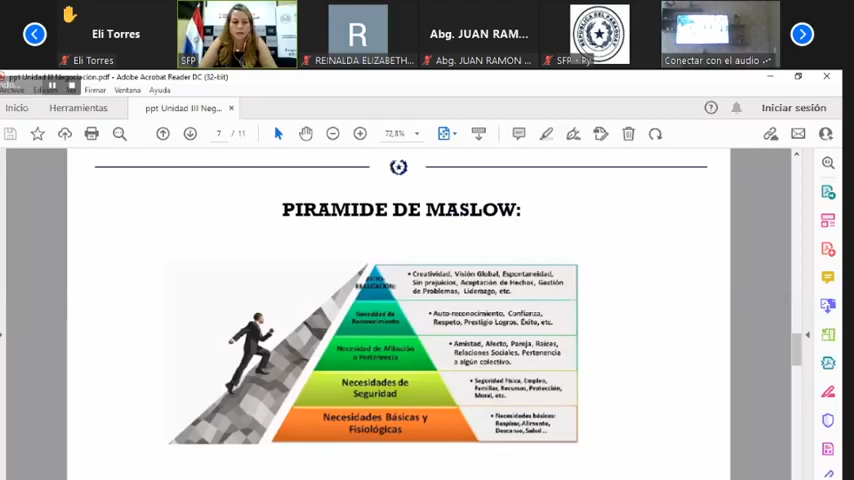 Eli Torres
Abg. JUAN RAM...
R
REPUBLICA DEL PARAGUAY
Eli Torres
SFP
REINALDA ELIZABETH...
Abg. JUAN RAMON ...
SFP - Py
Conectar con el audio
ppt Unidad III Negociacion.pdf - Adobe Acrobat Reader DC (32-bit)
Firmar Ventana Ayuda
Inicio
Herramientas
ppt Unidad III Neg...
Iniciar sesión
7 / 11
72,8%
PIRAMIDE DE MASLOW:
• Creatividad, Visión Global, Espontaneidad,
Sin prejuicios, Aceptación de Hechos, Gestión
de Problemas, Liderazgo, etc.
Necesidad de
Reconocimiento
• Auto-reconocimiento, Confianza,
Respeto, Prestigio Logros, Éxito, etc.
Necesidad de Afiliación
o Pertenencia
• Amistad, Afecto, Pareja, Raíces,
Relaciones Sociales, Pertenencia
a algún colectivo.
Necesidades de
Seguridad
• Seguridad Física, Empleo,
Familiar, Recursos, Protección,
Moral, etc.
Necesidades Básicas y
Fisiológicas
• Necesidades básicas:
Respirar, Alimento,
Descanso, Salud...